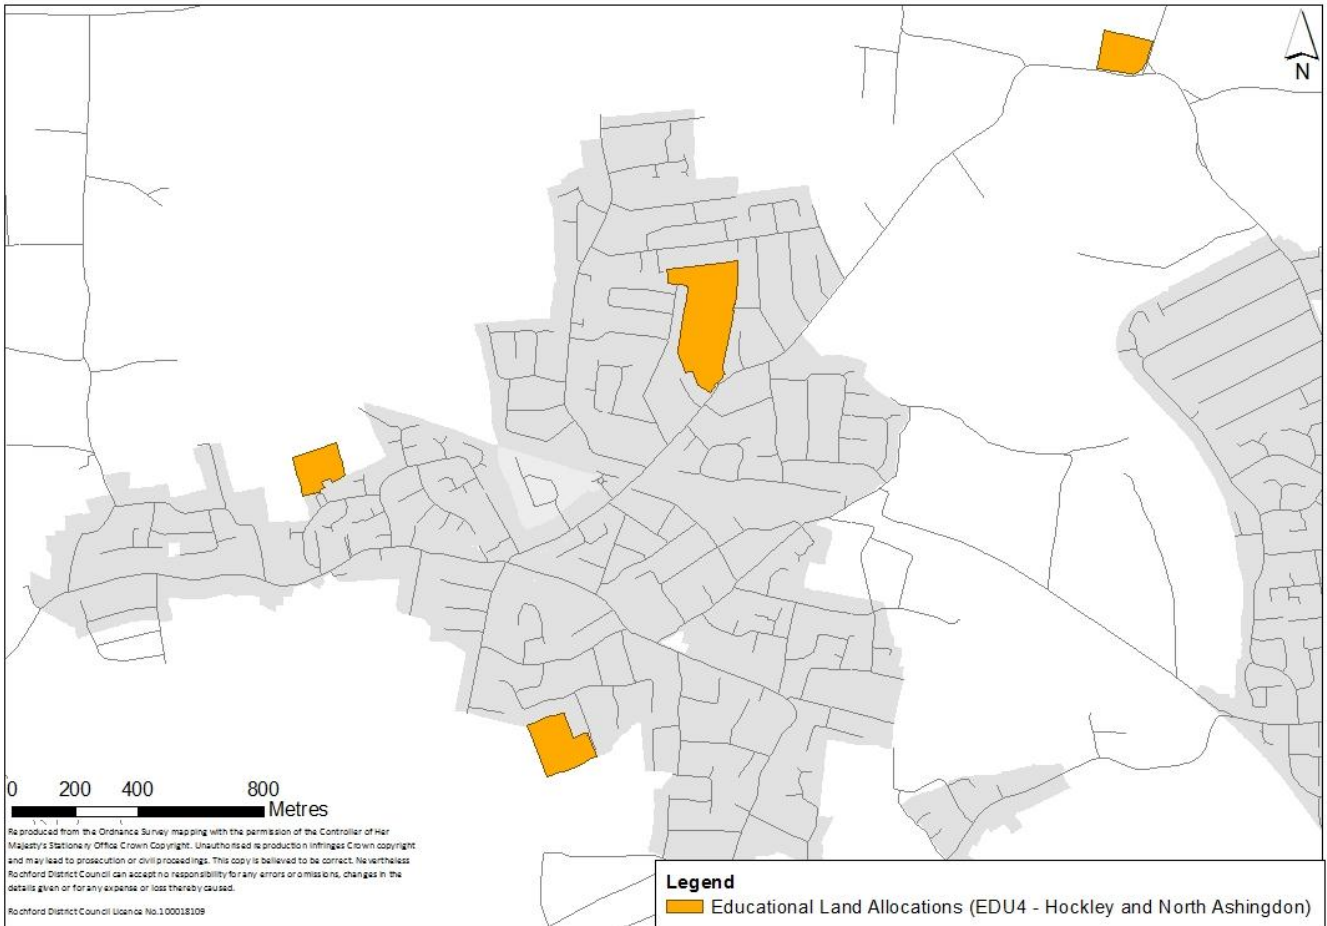 N
0 200 400 800
Metres
Reproduced from the Ordnance Survey mapping with the permission of the Controller of Her
Majesty's Stationery Office Crown Copyright. Unauthorised reproduction infringes Crown copyright
and may lead to prosecution or civil proceedings. This copy is believed to be correct. Nevertheless
Rochford District Council can accept no responsibility for any errors or omissions, changes in the
details given or for any expense or loss thereby caused.
Rochford District Council Licence No.100018109
Legend
Educational Land Allocations (EDU4 - Hockley and North Ashingdon)